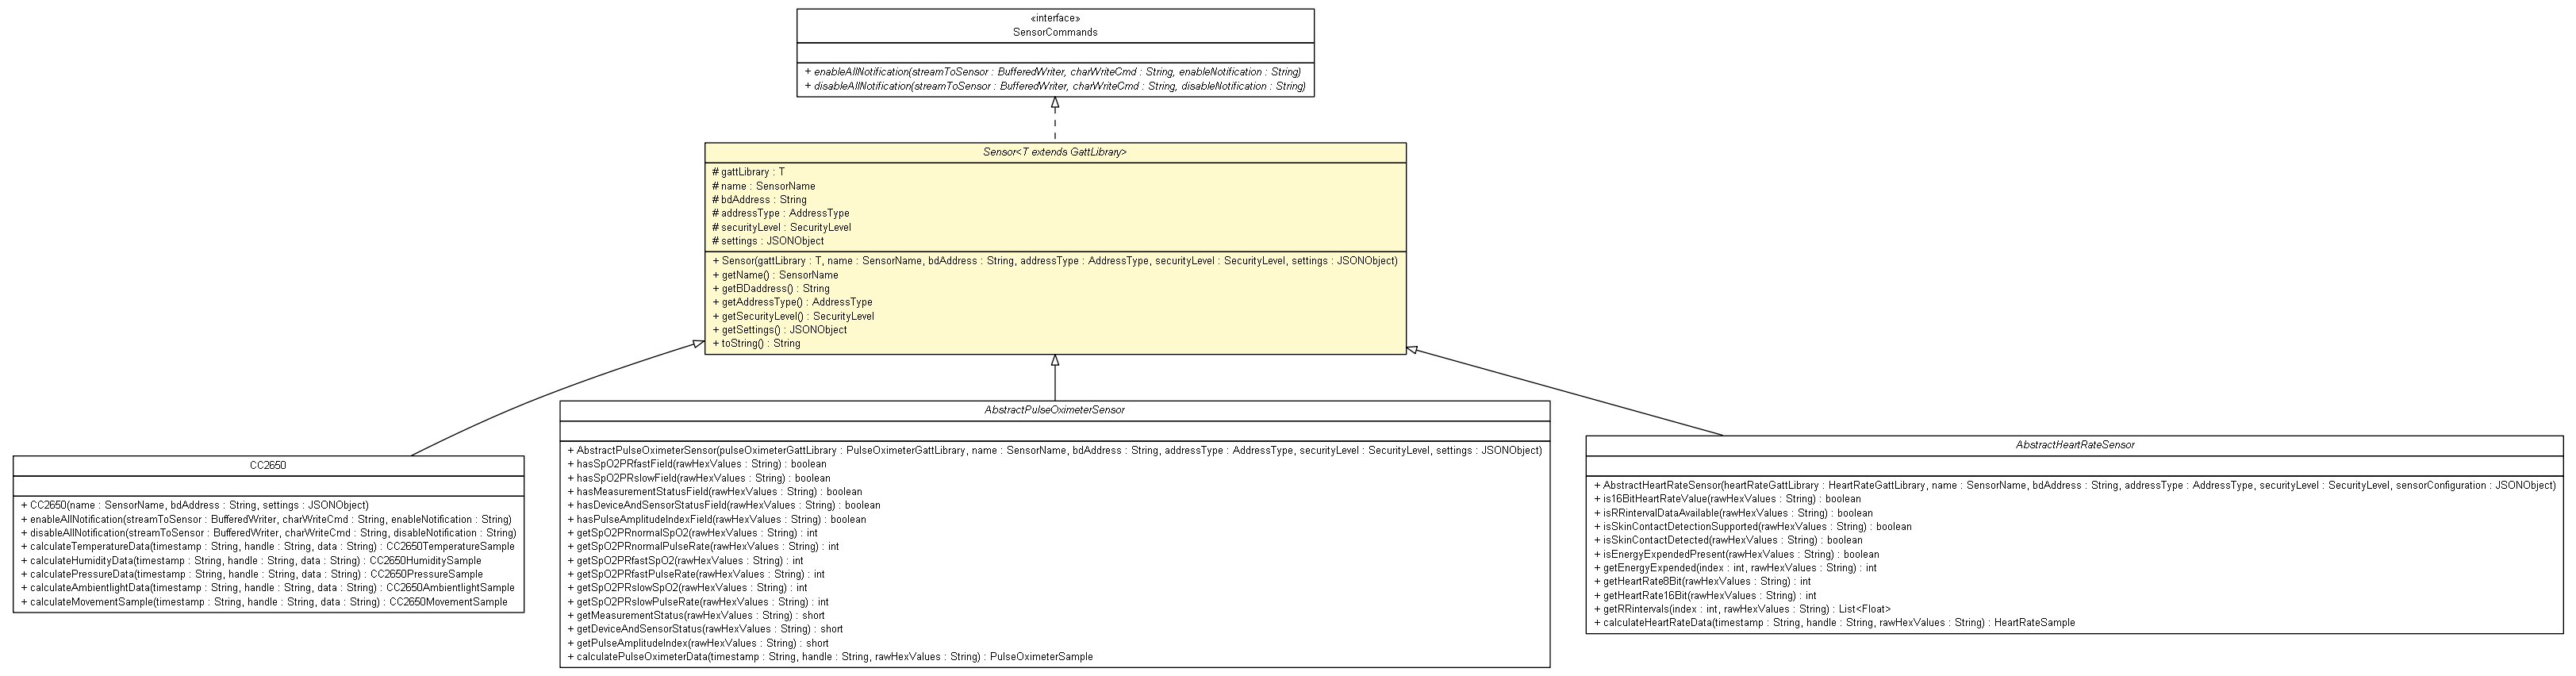 «interface»
SensorCommands
+ enableAllNotification(streamToSensor : BufferedWriter, charWriteCmd : String, enableNotification : String)
+ disableAllNotification(streamToSensor : BufferedWriter, charWriteCmd : String, disableNotification : String)
Sensor<T extends GattLibrary>
# gattLibrary : T
# name : SensorName
# bdAddress : String
# addressType : AddressType
# securityLevel : SecurityLevel
# settings : JSONObject
+ Sensor(gattLibrary : T, name : SensorName, bdAddress : String, addressType : AddressType, securityLevel : SecurityLevel, settings : JSONObject)
+ getName() : SensorName
+ getBDaddress() : String
+ getAddressType() : AddressType
+ getSecurityLevel() : SecurityLevel
+ getSettings() : JSONObject
+ toString() : String
CC2650
+ CC2650(name : SensorName, bdAddress : String, settings : JSONObject)
+ enableAllNotification(streamToSensor : BufferedWriter, charWriteCmd : String, enableNotification : String)
+ disableAllNotification(streamToSensor : BufferedWriter, charWriteCmd : String, disableNotification : String)
+ calculateTemperatureData(timestamp : String, handle : String, data : String) : CC2650TemperatureSample
+ calculateHumidityData(timestamp : String, handle : String, data : String) : CC2650HumiditySample
+ calculatePressureData(timestamp : String, handle : String, data : String) : CC2650PressureSample
+ calculateAmbientlightData(timestamp : String, handle : String, data : String) : CC2650AmbientlightSample
+ calculateMovementSample(timestamp : String, handle : String, data : String) : CC2650MovementSample
AbstractPulseOximeterSensor
+ AbstractPulseOximeterSensor(pulseOximeterGattLibrary : PulseOximeterGattLibrary, name : SensorName, bdAddress : String, addressType : AddressType, securityLevel : SecurityLevel, settings : JSONObject)
+ hasSpO2PRfastField(rawHexValues : String) : boolean
+ hasSpO2PRslowField(rawHexValues : String) : boolean
+ hasMeasurementStatusField(rawHexValues : String) : boolean
+ hasDeviceAndSensorStatusField(rawHexValues : String) : boolean
+ hasPulseAmplitudeIndexField(rawHexValues : String) : boolean
+ getSpO2PRnormalSpO2(rawHexValues : String) : int
+ getSpO2PRnormalPulseRate(rawHexValues : String) : int
+ getSpO2PRfastSpO2(rawHexValues : String) : int
+ getSpO2PRfastPulseRate(rawHexValues : String) : int
+ getSpO2PRslowSpO2(rawHexValues : String) : int
+ getSpO2PRslowPulseRate(rawHexValues : String) : int
+ getMeasurementStatus(rawHexValues : String) : short
+ getDeviceAndSensorStatus(rawHexValues : String) : short
+ getPulseAmplitudeIndex(rawHexValues : String) : short
+ calculatePulseOximeterData(timestamp : String, handle : String, rawHexValues : String) : PulseOximeterSample
AbstractHeartRateSensor
+ AbstractHeartRateSensor(heartRateGattLibrary : HeartRateGattLibrary, name : SensorName, bdAddress : String, addressType : AddressType, securityLevel : SecurityLevel, sensorConfiguration : JSONObject)
+ is16BitHeartRateValue(rawHexValues : String) : boolean
+ isRRintervalDataAvailable(rawHexValues : String) : boolean
+ isSkinContactDetectionSupported(rawHexValues : String) : boolean
+ isSkinContactDetected(rawHexValues : String) : boolean
+ isEnergyExpendedPresent(rawHexValues : String) : boolean
+ getEnergyExpended(index : int, rawHexValues : String) : int
+ getHeartRate8Bit(rawHexValues : String) : int
+ getHeartRate16Bit(rawHexValues : String) : int
+ getRRintervals(index : int, rawHexValues : String) : List<Float>
+ calculateHeartRateData(timestamp : String, handle : String, rawHexValues : String) : HeartRateSample